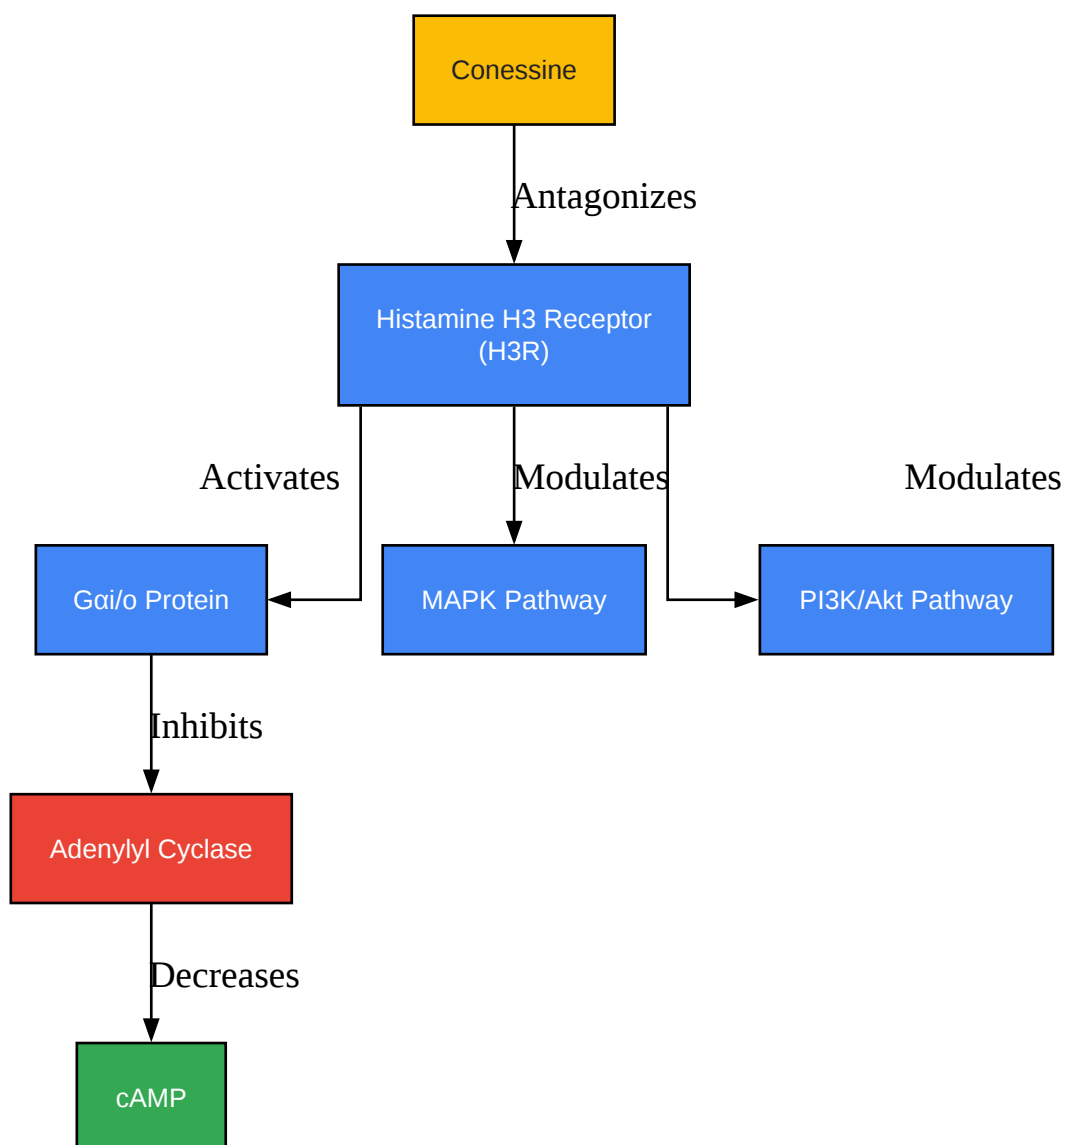 Conessine
Antagonizes
Histamine H3 Receptor
(H3R)
Activates
Modulates
Modulates
Gαi/o Protein
MAPK Pathway
PI3K/Akt Pathway
Inhibits
Adenylyl Cyclase
Decreases
cAMP